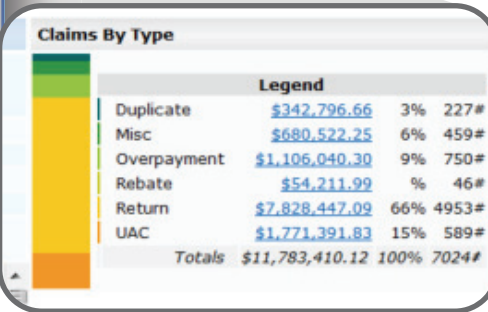 Claims By Type
Legend
Duplicate $342,796.66 3% 227#
Misc $680,522.25 6% 459#
Overpayment $1,106,040.30 9% 750#
Rebate $54,211.99 % 46#
Return $7,828,447.09 66% 4953#
UAC $1,771,391.83 15% 589#
Totals $11,783,410.12 100% 7024#